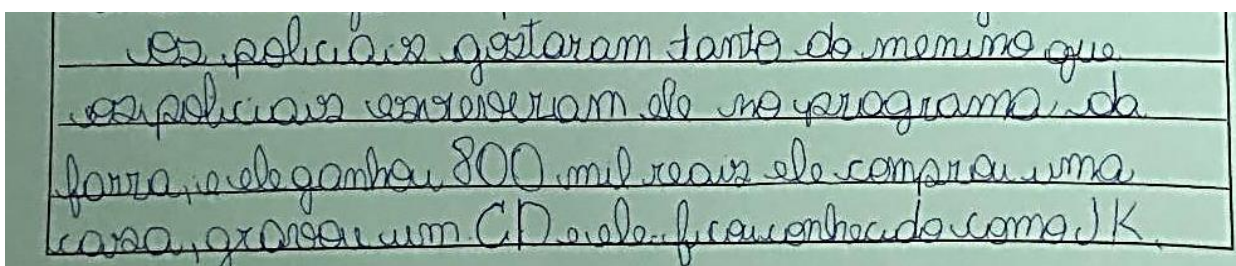 os policiais gostaram tanto do menino que
os policiais escreveram ele no programa da
farra, e ele ganhou 800 mil reais ele comprou uma
casa, gravou um CD e ele ficou conhecido como JK.